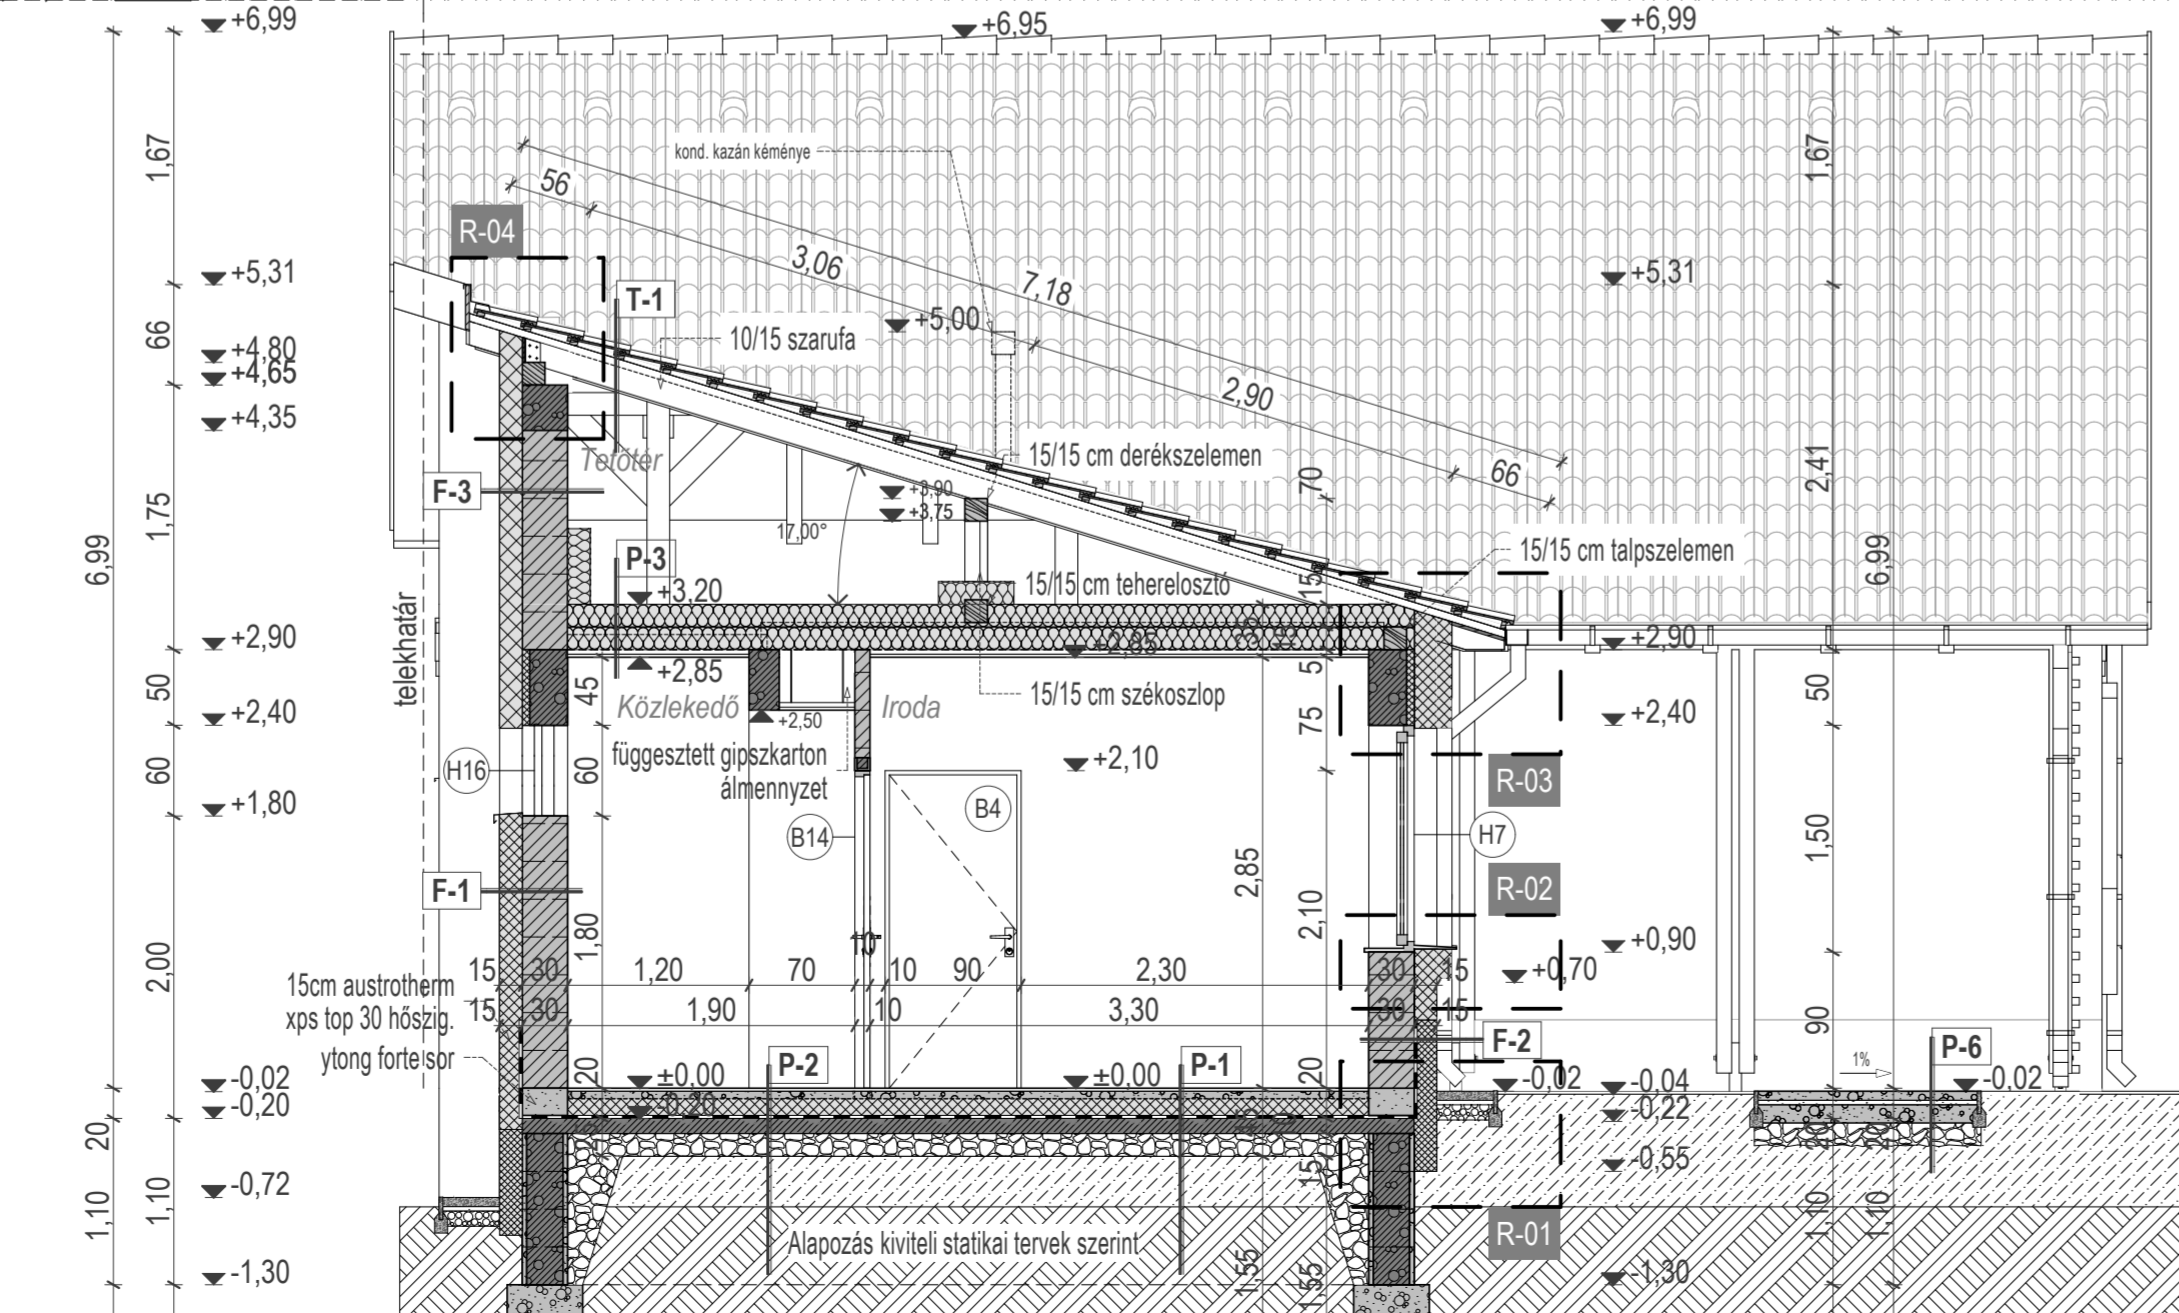 +6,99
+6,95
+6,99
1,67
kond. kazán kéménye
1,67
56
R-04
3,06
7,18
+5,31
T-1
+5,31
66
+5,00
10/15 szarufa
+4,80
+4,65
2,90
+4,35
Tetőtér
15/15 cm derékszelemen
70
66
2,41
F-3
+3,90
+3,75
1,75
17,00°
6,99
P-3
15/15 cm talpszelemen
6,99
+3,20
15/15 cm teherelosztó
15
telekhatár
+2,90
+2,85
+2,85
+2,90
5
50
45
Közlekedő
Iroda
15/15 cm székoszlop
50
+2,40
+2,50
75
+2,40
függesztett gipszkarton
álmennyzet
H16
60
60
+2,10
R-03
+1,80
B4
B14
H7
1,50
2,85
F-1
R-02
1,80
2,10
10
+0,90
2,00
15 30 1,20 70 10 90 2,30 30 15
+0,70
15cm austrotherm
xps top 30 hőszig.
15 30 1,90 10 3,30 30 15
ytong forte sor
90
F-2
P-2
P-1
P-6
1%
20
±0,00
±0,00
20
-0,02
-0,02
-0,04
-0,02
-0,20
-0,20
-0,22
20
20
20
-0,55
15
-0,72
1,10
1,10
1,10
1,10
R-01
Alapozás kiviteli statikai tervek szerint
1,55
1,55
-1,30
-1,30